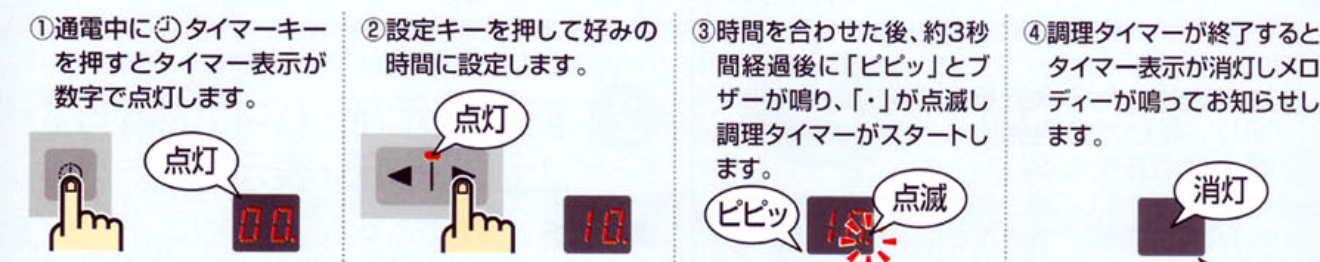 ①通電中に タイマーキー
を押すとタイマー表示が
数字で点灯します。
点灯
00.
②設定キーを押して好みの
時間に設定します。
点灯
10.
③時間を合わせた後、約3秒
間経過後に「ピピッ」とブ
ザーが鳴り、「・」が点滅し
調理タイマーがスタートし
ます。
ピピッ
点滅
10.
④調理タイマーが終了すると
タイマー表示が消灯しメロ
ディーが鳴ってお知らせし
ます。
消灯